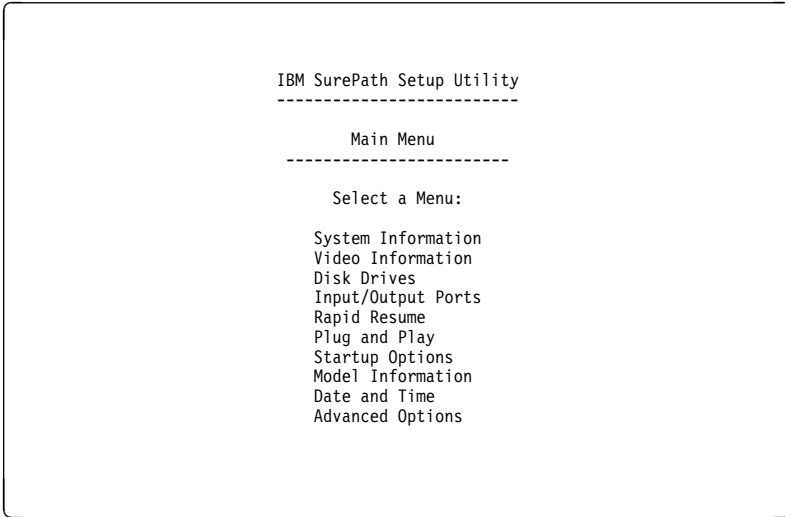 IBM SurePath Setup Utility
--------------------------
Main Menu
------------------------
Select a Menu:
System Information
Video Information
Disk Drives
Input/Output Ports
Rapid Resume
Plug and Play
Startup Options
Model Information
Date and Time
Advanced Options